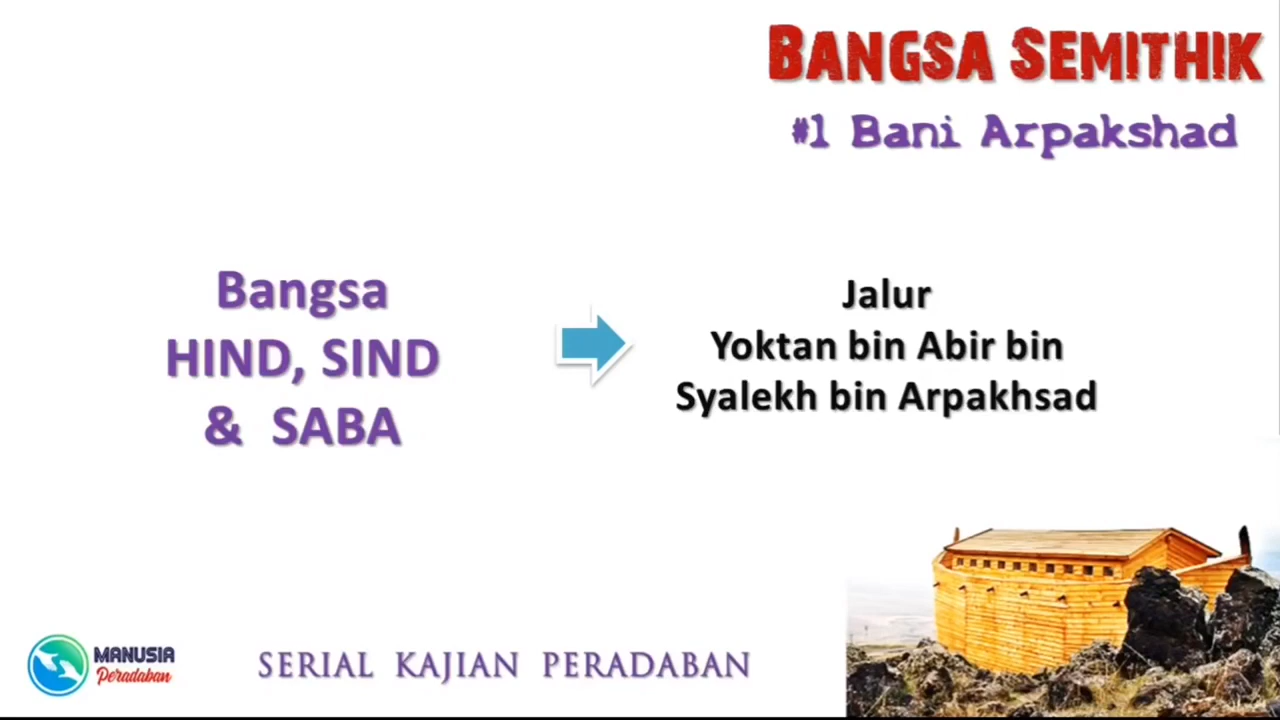 BANGSA SEMITHIK
#1 Bani Arpakshad
Bangsa
HIND, SIND
& SABA
Jalur
Yoktan bin Abir bin
Syalekh bin Arpakhsad
MANUSIA
Peradaban
SERIAL KAJIAN PERADABAN